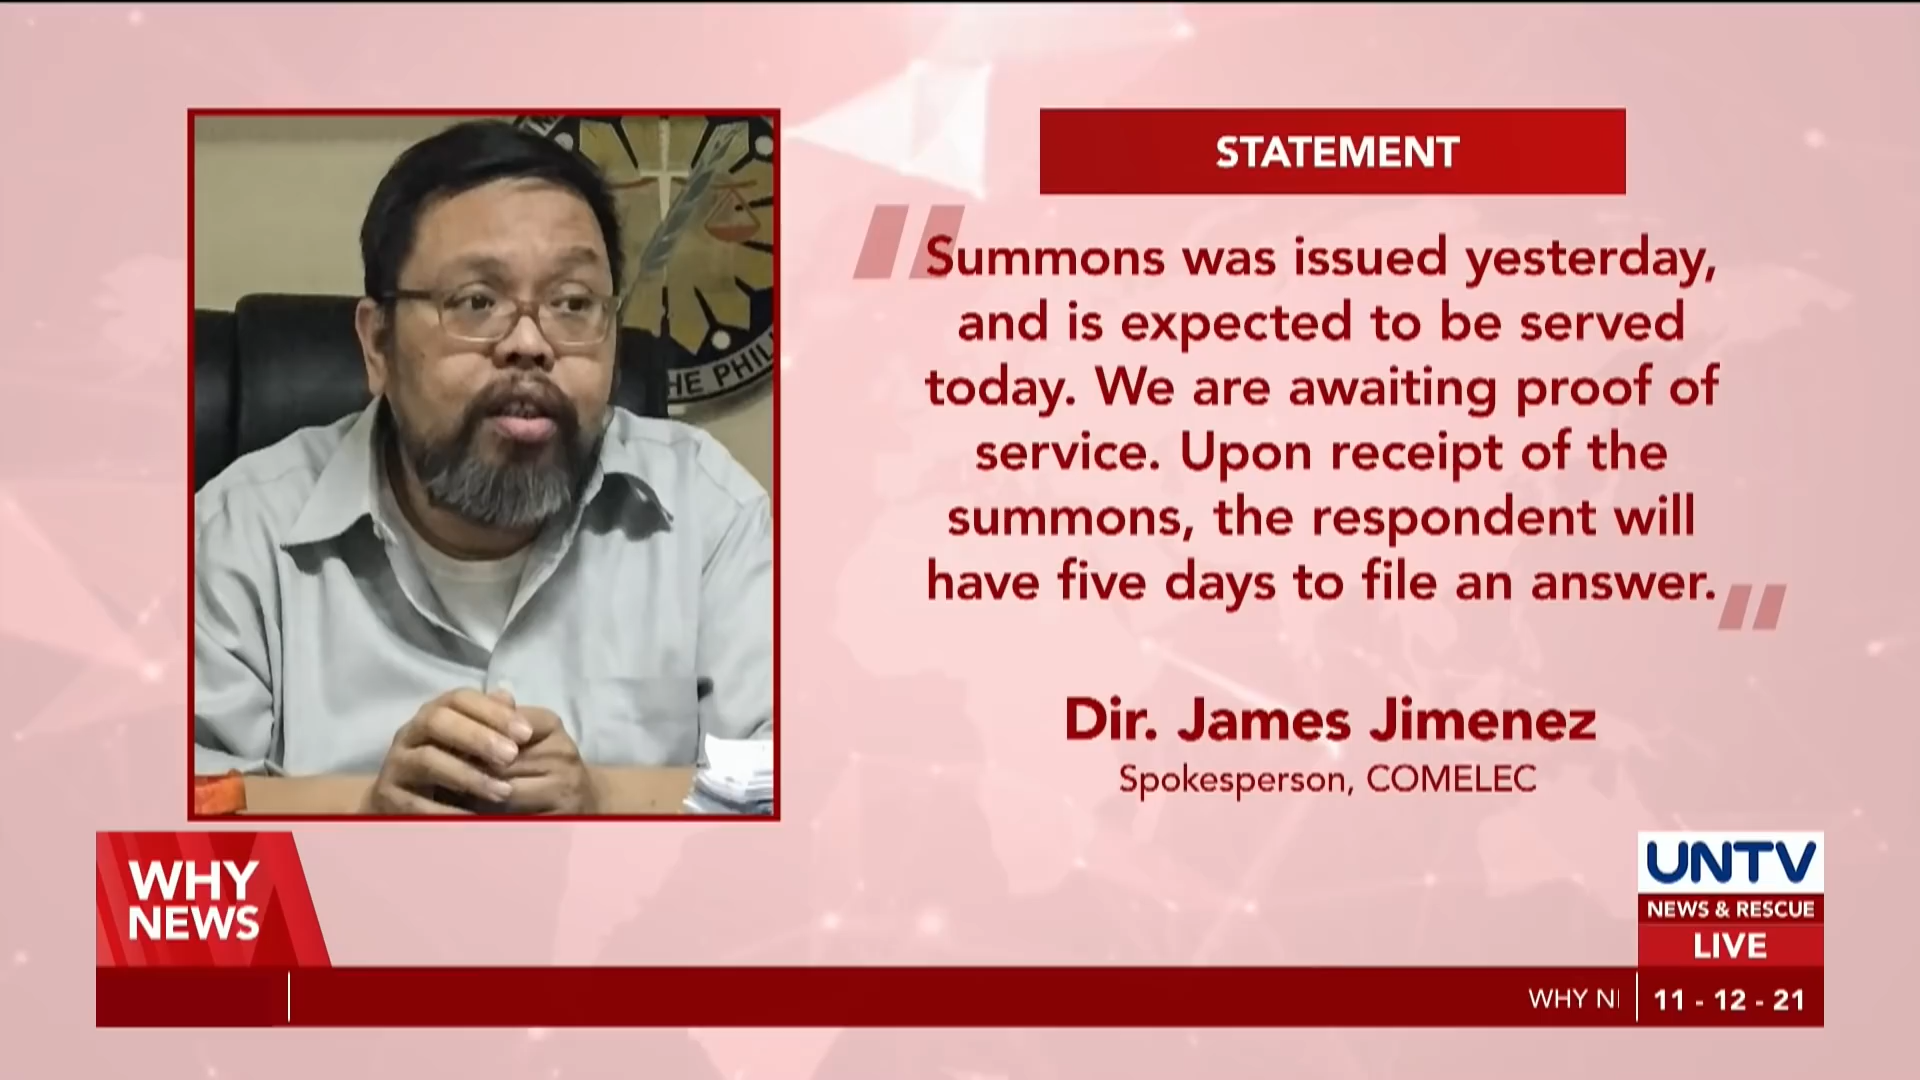 HE PHIL
STATEMENT
"Summons was issued yesterday,
and is expected to be served
today. We are awaiting proof of
service. Upon receipt of the
summons, the respondent will
have five days to file an answer."
Dir. James Jimenez
Spokesperson, COMELEC
WHY
NEWS
UNTV
NEWS & RESCUE
LIVE
WHY N
11 - 12 - 21